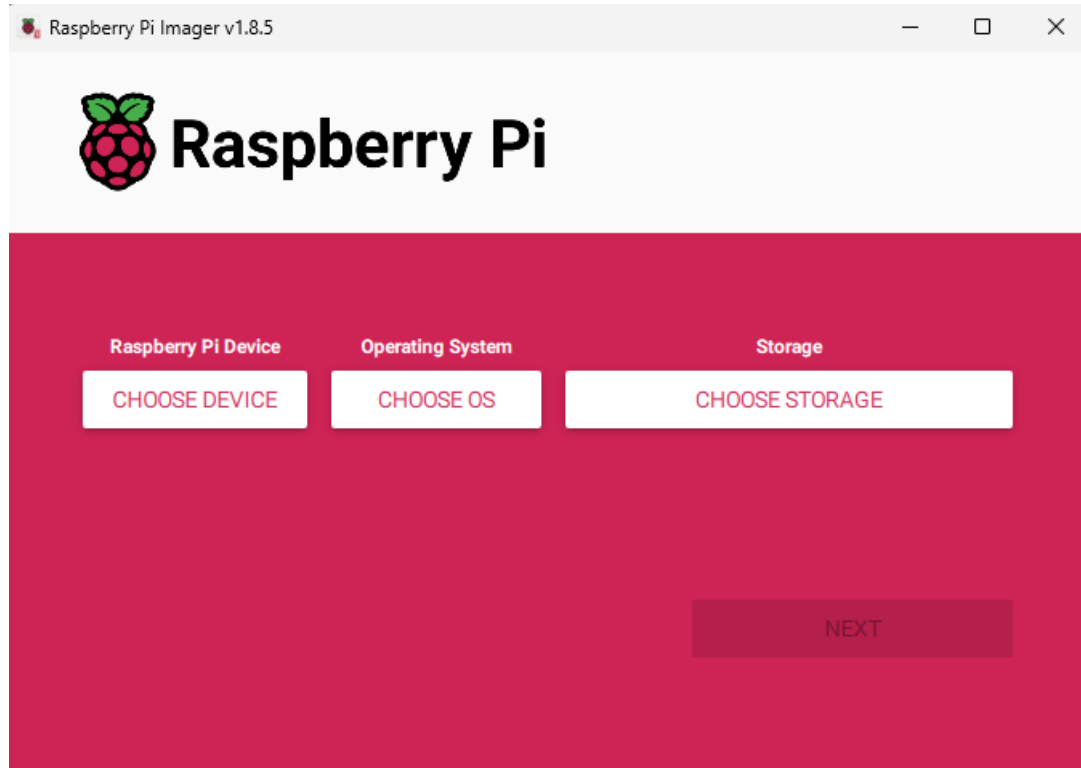 Raspberry Pi Imager v1.8.5
Raspberry Pi
Raspberry Pi Device
Operating System
Storage
CHOOSE DEVICE
CHOOSE OS
CHOOSE STORAGE
NEXT